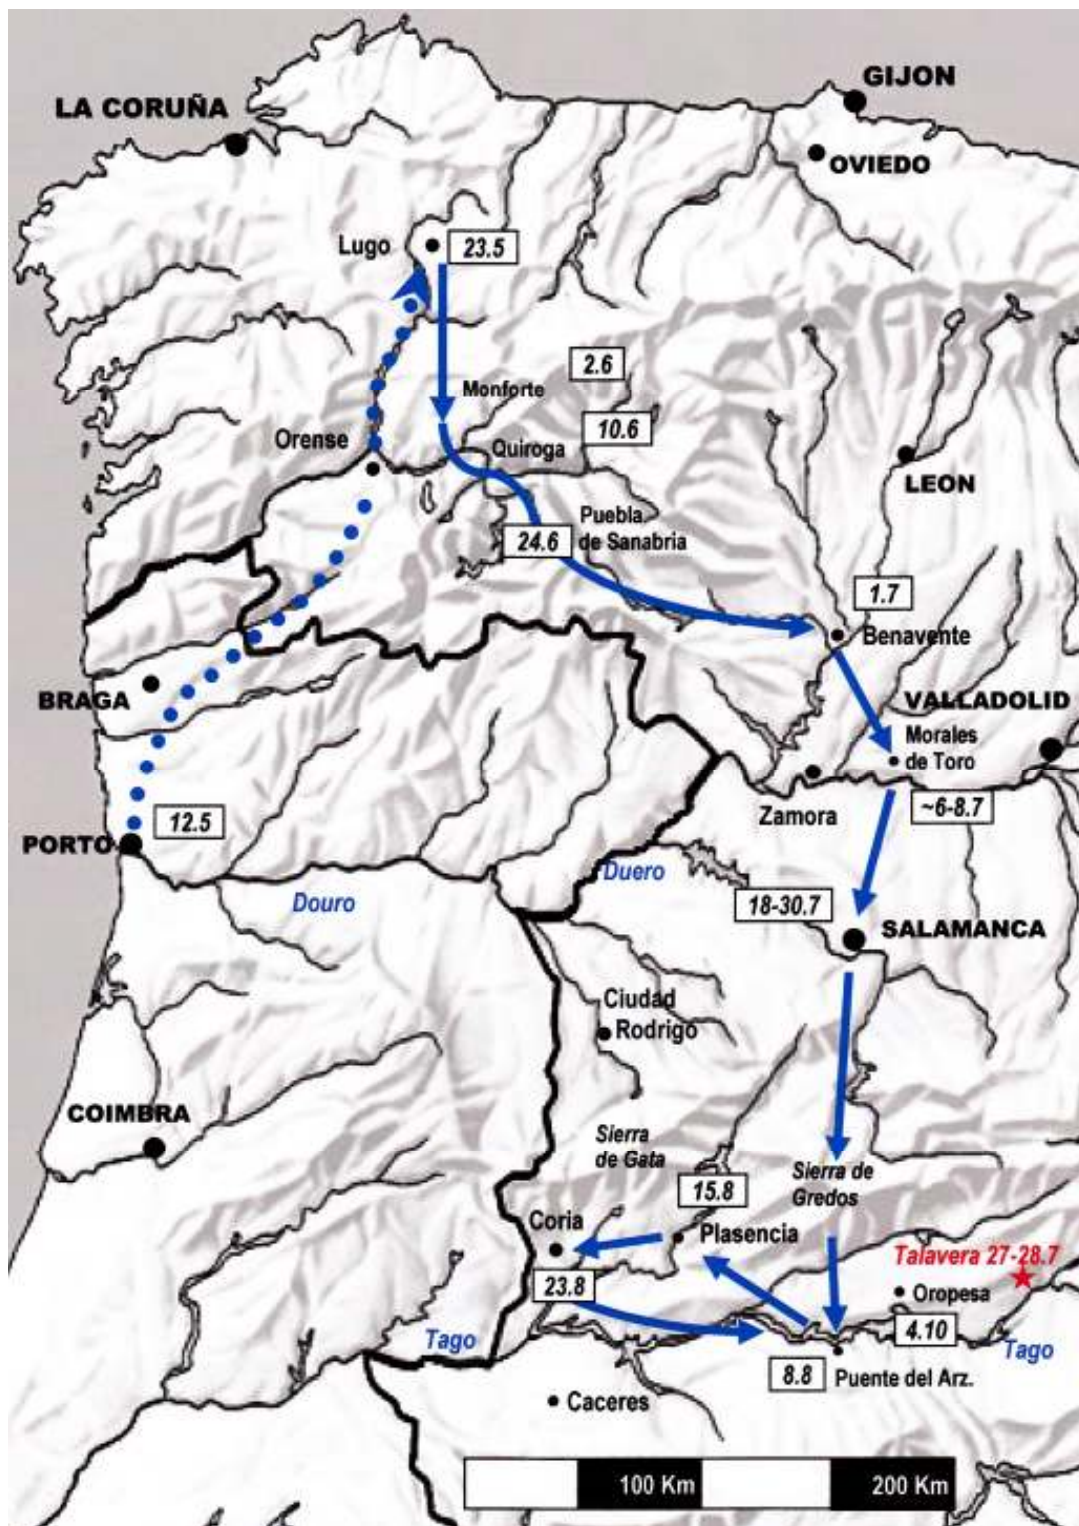 GIJON
LA CORUÑA
OVIEDO
Lugo
23.5
2.6
Monforte
10.6
Orense
Quiroga
LEON
Puebla
de Sanabria
24.6
1.7
Benavente
BRAGA
VALLADOLID
Morales
de Toro
Zamora
~6-8.7
12.5
PORTO
Duero
Douro
18-30.7
SALAMANCA
Ciudad
Rodrigo
COIMBRA
Sierra
de Gata
Sierra de
Gredos
15.8
Coria
Plasencia
Talavera 27-28.7
23.8
Oropesa
4.10
Tago
Tago
8.8
Puente del Arz.
Caceres
100 Km
200 Km